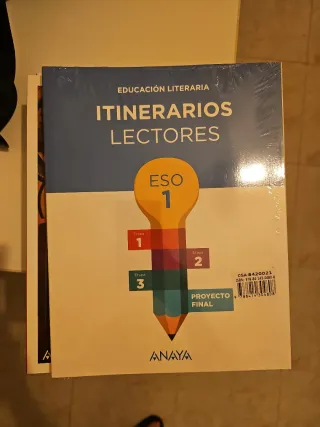 EDUCACIÓN LITERARIA
ITINERARIOS
LECTORES
ESO
1
1
2
3
PROYECTO
FINAL
ANAYA